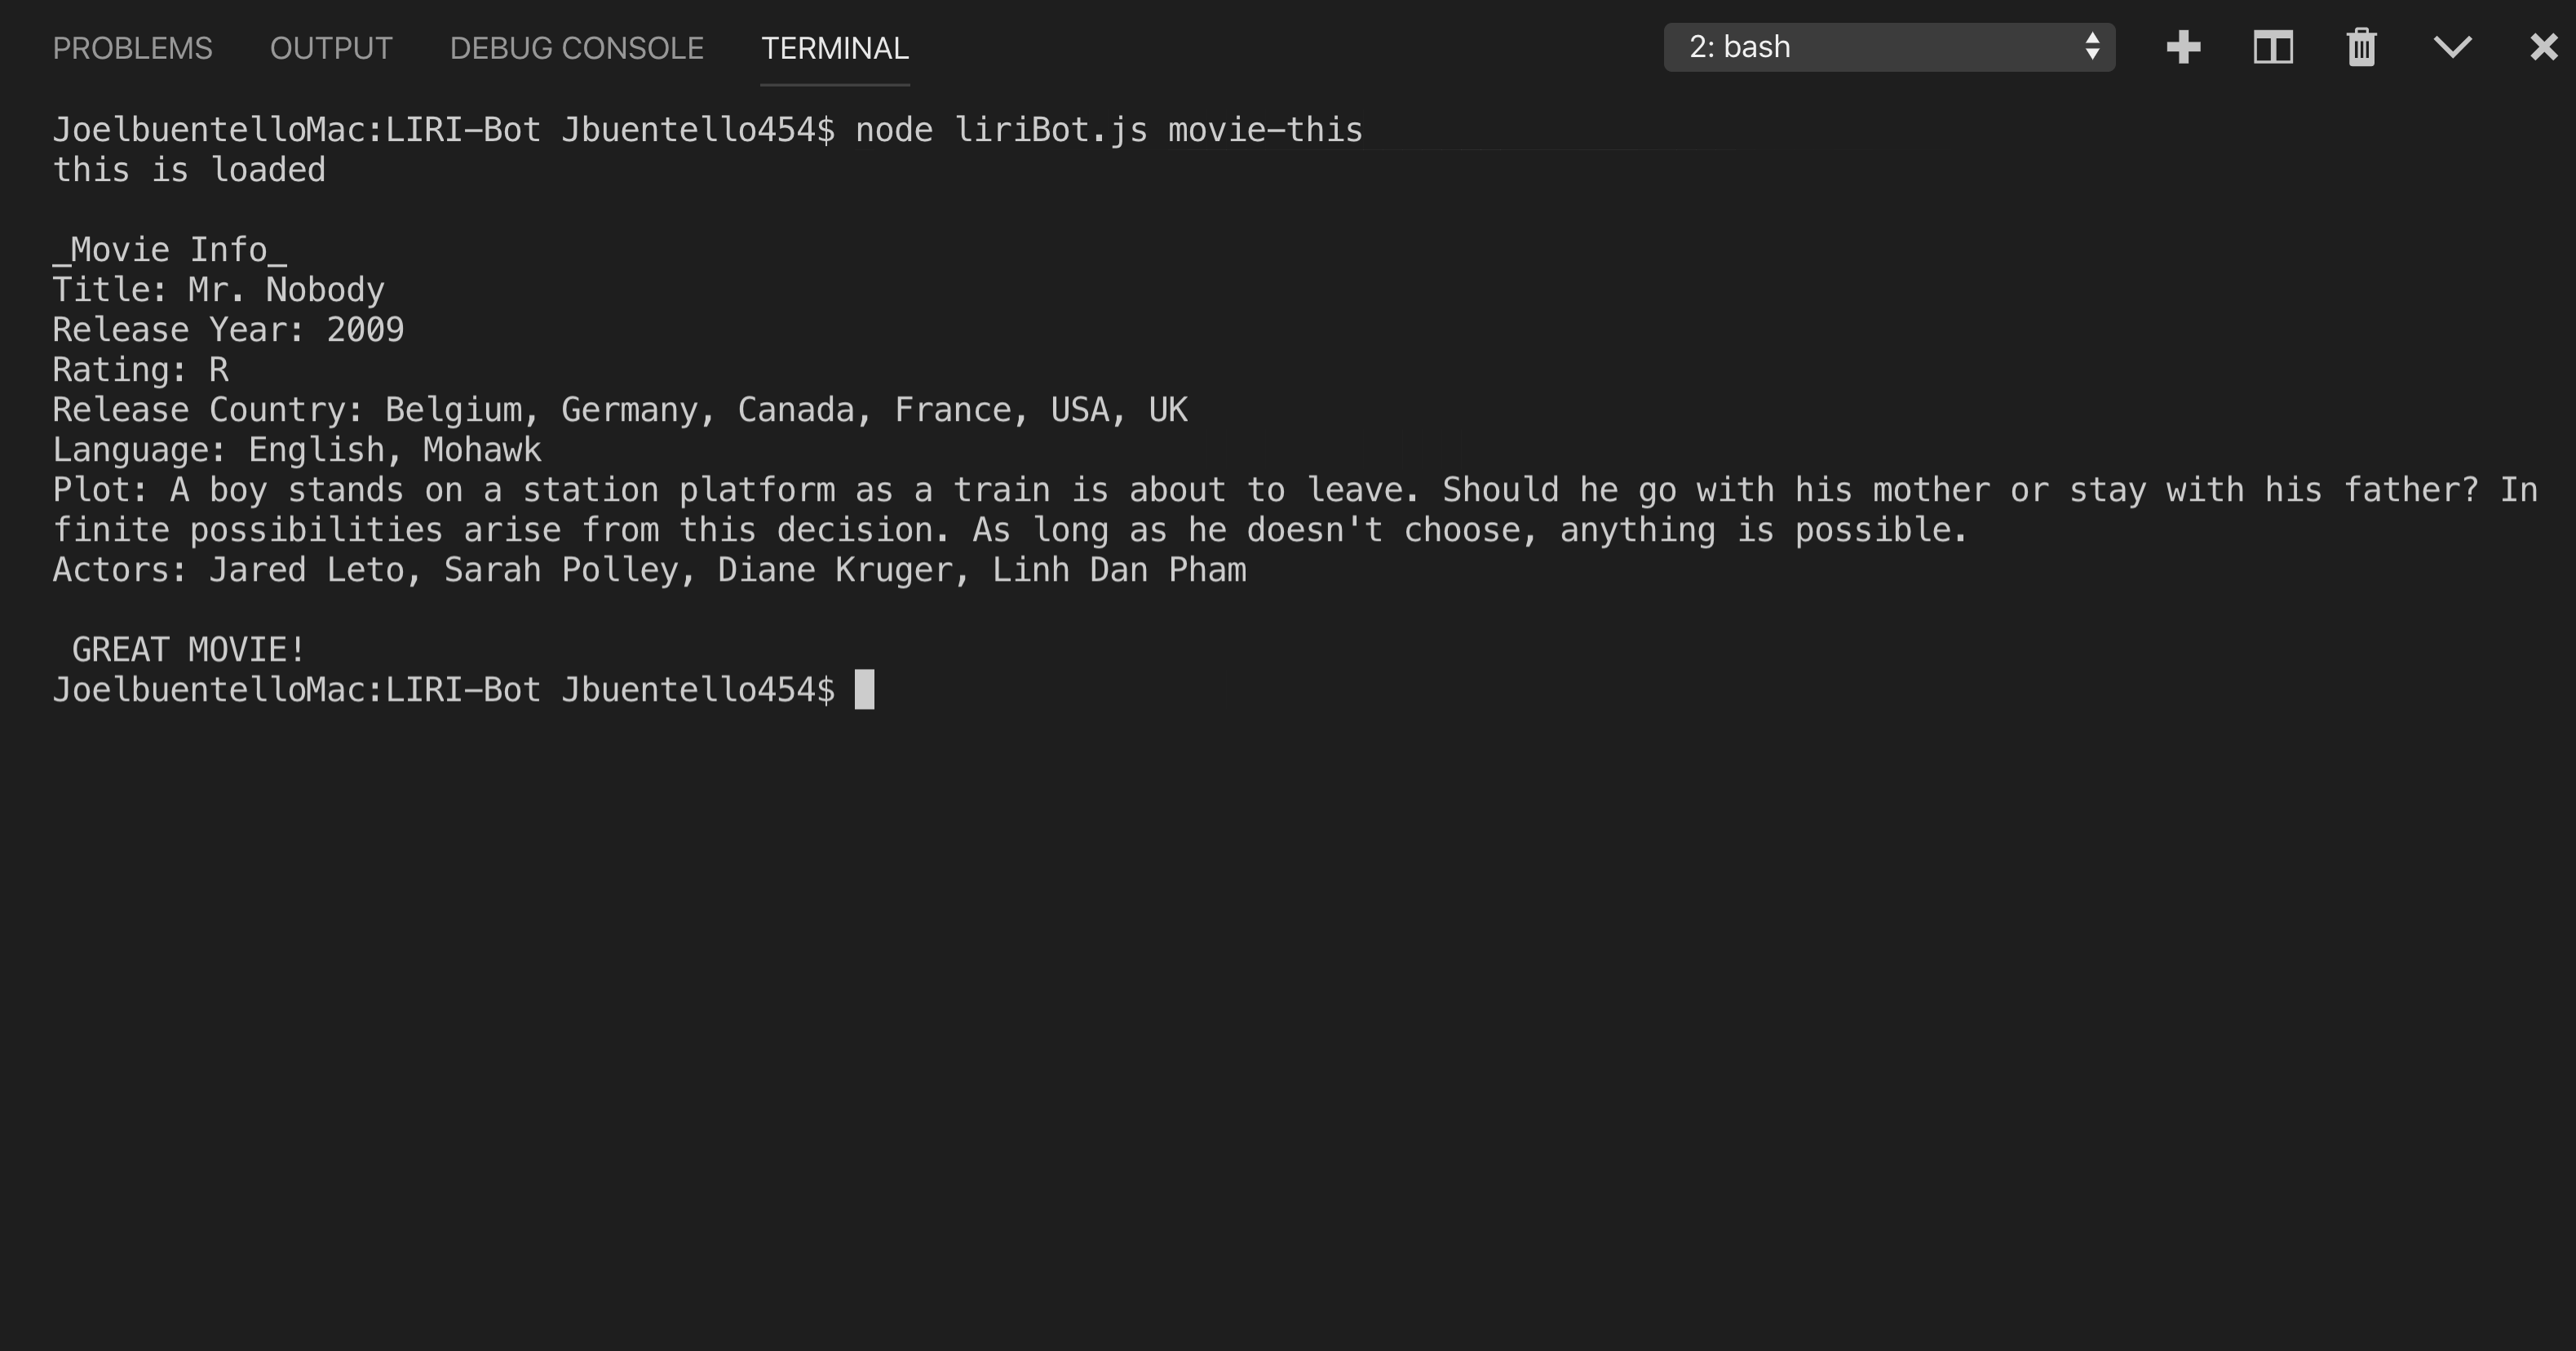 PROBLEMS OUTPUT DEBUG CONSOLE TERMINAL 2: bash
JoelbuentelloMac:LIRI-Bot Jbuentello454$ node liriBot.js movie-this
this is loaded
_Movie Info_
Title: Mr. Nobody
Release Year: 2009
Rating: R
Release Country: Belgium, Germany, Canada, France, USA, UK
Language: English, Mohawk
Plot: A boy stands on a station platform as a train is about to leave. Should he go with his mother or stay with his father? In
finite possibilities arise from this decision. As long as he doesn't choose, anything is possible.
Actors: Jared Leto, Sarah Polley, Diane Kruger, Linh Dan Pham
GREAT MOVIE!
JoelbuentelloMac:LIRI-Bot Jbuentello454$